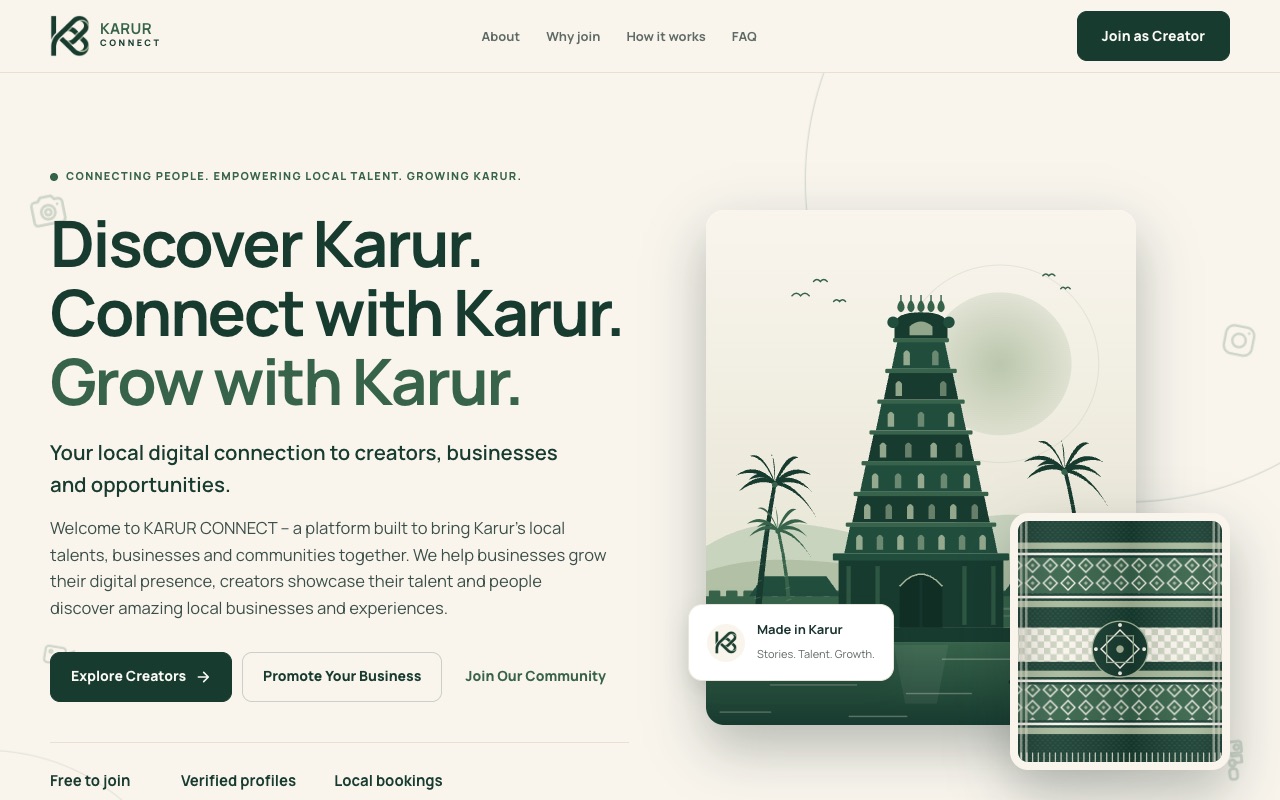 KARUR
CONNECT
About
Why join
How it works
FAQ
Join as Creator
CONNECTING PEOPLE. EMPOWERING LOCAL TALENT. GROWING KARUR.
Discover Karur.
Connect with Karur.
Grow with Karur.
Your local digital connection to creators, businesses
and opportunities.
Welcome to KARUR CONNECT – a platform built to bring Karur's local
talents, businesses and communities together. We help businesses grow
their digital presence, creators showcase their talent and people
discover amazing local businesses and experiences.
Explore Creators →
Promote Your Business
Join Our Community
Made in Karur
Stories. Talent. Growth.
Free to join
Verified profiles
Local bookings